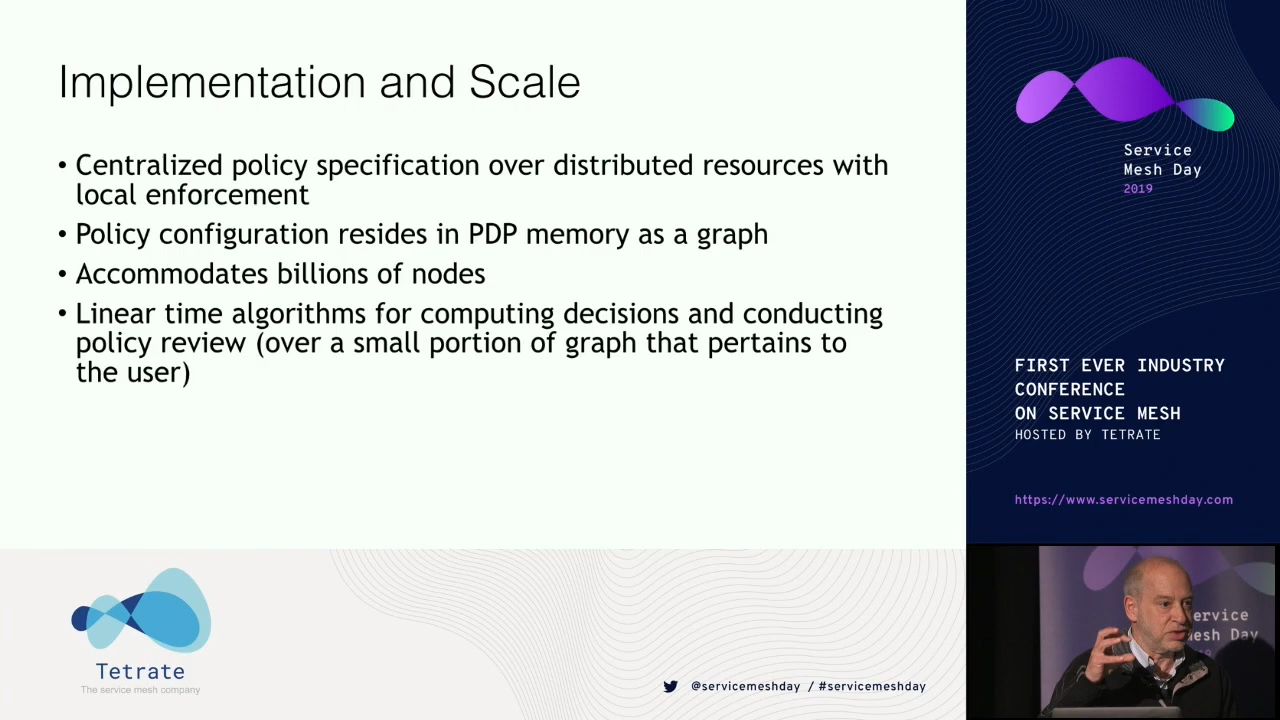 Implementation and Scale
• Centralized policy specification over distributed resources with
local enforcement
• Policy configuration resides in PDP memory as a graph
• Accommodates billions of nodes
• Linear time algorithms for computing decisions and conducting
policy review (over a small portion of graph that pertains to
the user)
Service
Mesh Day
2019
FIRST EVER INDUSTRY
CONFERENCE
ON SERVICE MESH
HOSTED BY TETRATE
https://www.servicemeshday.com
Tetrate
The service mesh company
@servicemeshday / #servicemeshday
ervice
esh Day